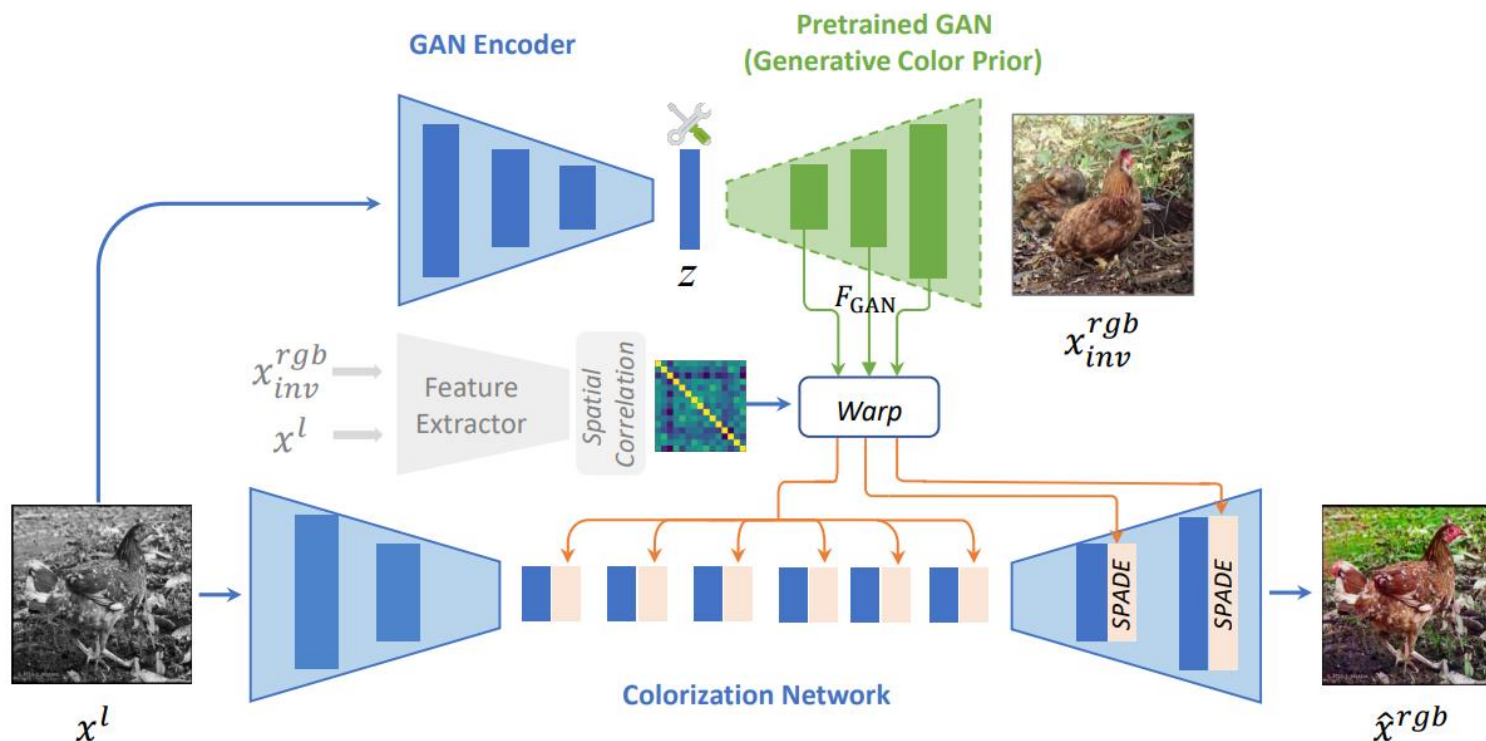 GAN Encoder
Pretrained GAN
(Generative Color Prior)
z
F_GAN
x_inv^rgb
x_inv^rgb
x^l
Feature
Extractor
Spatial
Correlation
Warp
SPADE
SPADE
Colorization Network
x^l
x̂^rgb